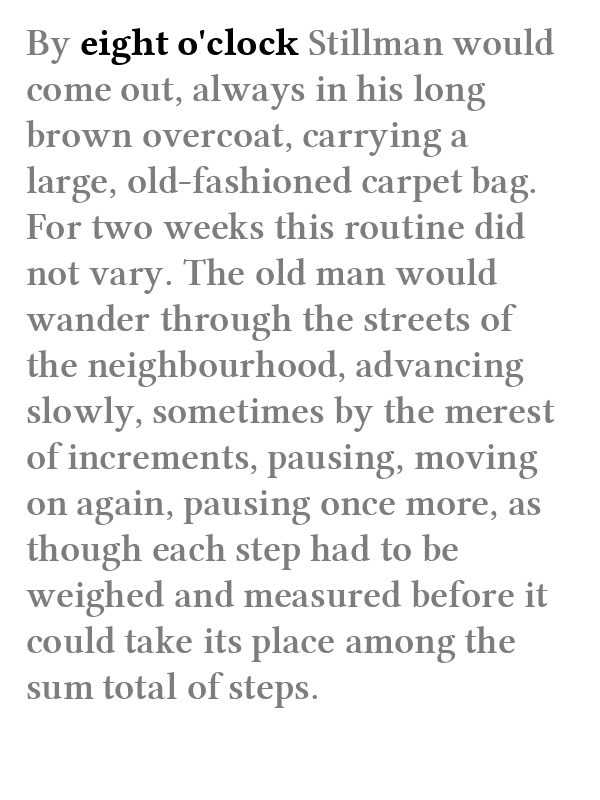 By eight o'clock Stillman would
come out, always in his long
brown overcoat, carrying a
large, old-fashioned carpet bag.
For two weeks this routine did
not vary. The old man would
wander through the streets of
the neighbourhood, advancing
slowly, sometimes by the merest
of increments, pausing, moving
on again, pausing once more, as
though each step had to be
weighed and measured before it
could take its place among the
sum total of steps.